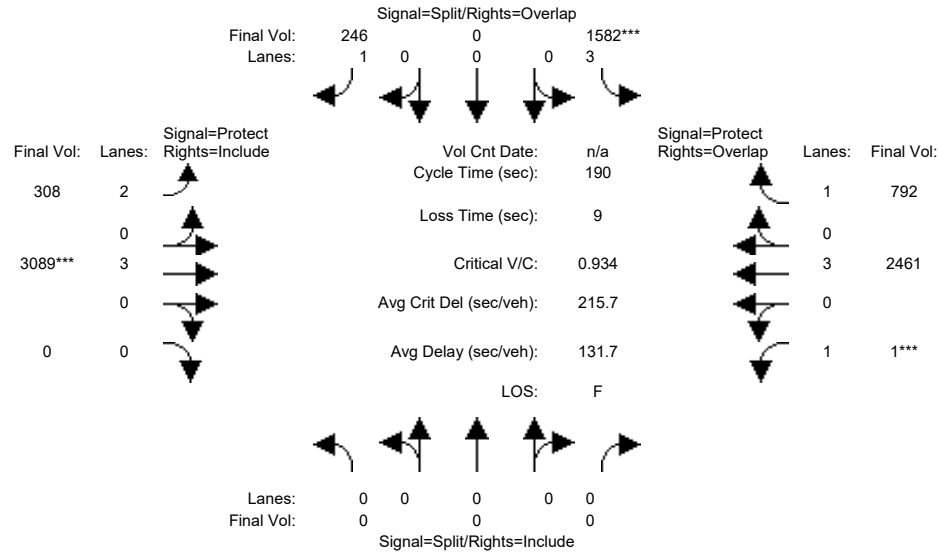 Signal=Split/Rights=Overlap
Final Vol: 246 0 1582***
Lanes: 1 0 0 0 3
Signal=Protect
Final Vol: Lanes: Rights=Include
Vol Cnt Date: n/a
Signal=Protect
Rights=Overlap Lanes: Final Vol:
Cycle Time (sec): 190
308 2
1 792
Loss Time (sec): 9
0
0
3089*** 3
Critical V/C: 0.934
3 2461
0
Avg Crit Del (sec/veh): 215.7
0
0 0
Avg Delay (sec/veh): 131.7
1 1***
LOS: F
Lanes: 0 0 0 0 0
Final Vol: 0 0 0
Signal=Split/Rights=Include